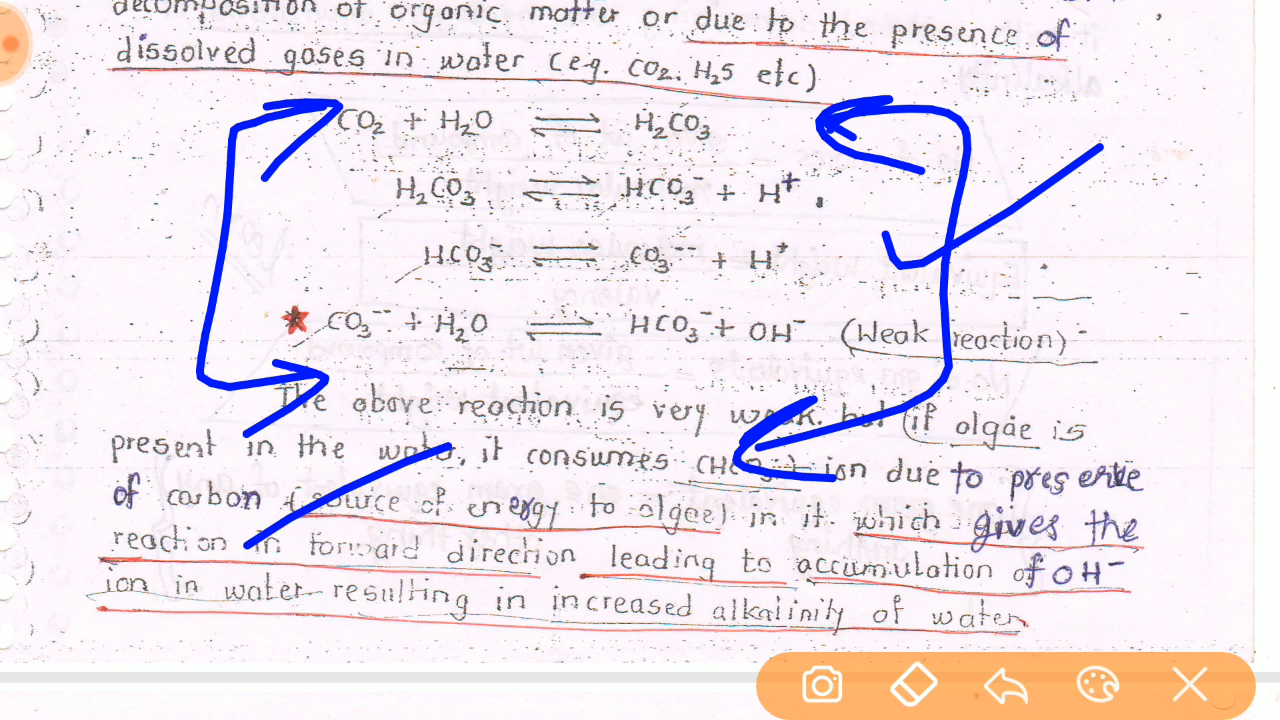 decomposition of organic matter or due to the presence of
dissolved gases in water (eg. CO₂. H₂S etc)
CO₂ + H₂O ⇌ H₂CO₃
H₂CO₃ ⇌ HCO₃⁻ + H⁺
HCO₃⁻ ⇌ CO₃⁻⁻ + H⁺
* CO₃⁻⁻ + H₂O ⇌ HCO₃⁻ + OH⁻ (Weak reaction)
The above reaction is very weak. but (if algae is
present in the water, it consumes (HCO₃⁻) ion due to
of carbon (source of energy to algae) in it which gives the
reaction in forward direction leading to accumulation of OH⁻
ion in water resulting in increased alkalinity of water